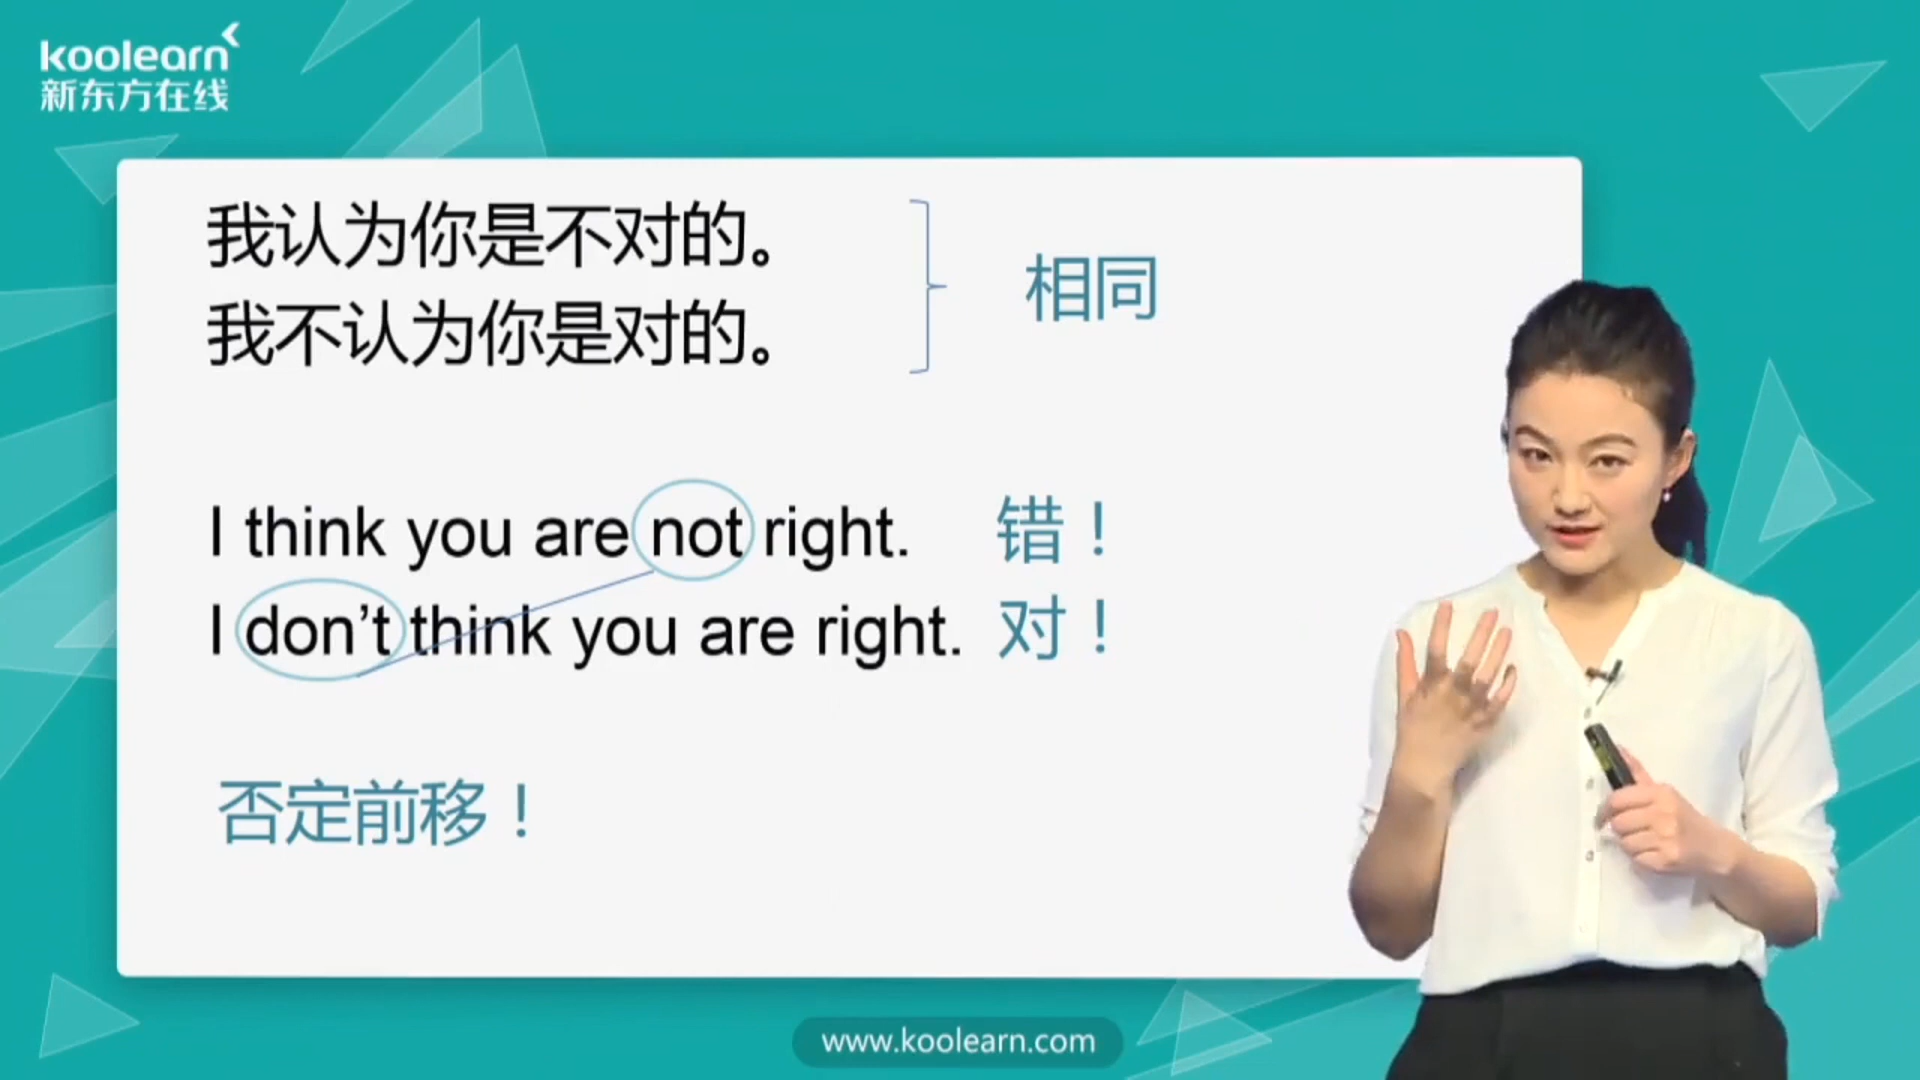 koolearn
新东方在线
我认为你是不对的。
我不认为你是对的。
相同
I think you are not right. 错！
I don’t think you are right. 对！
否定前移！
www.koolearn.com